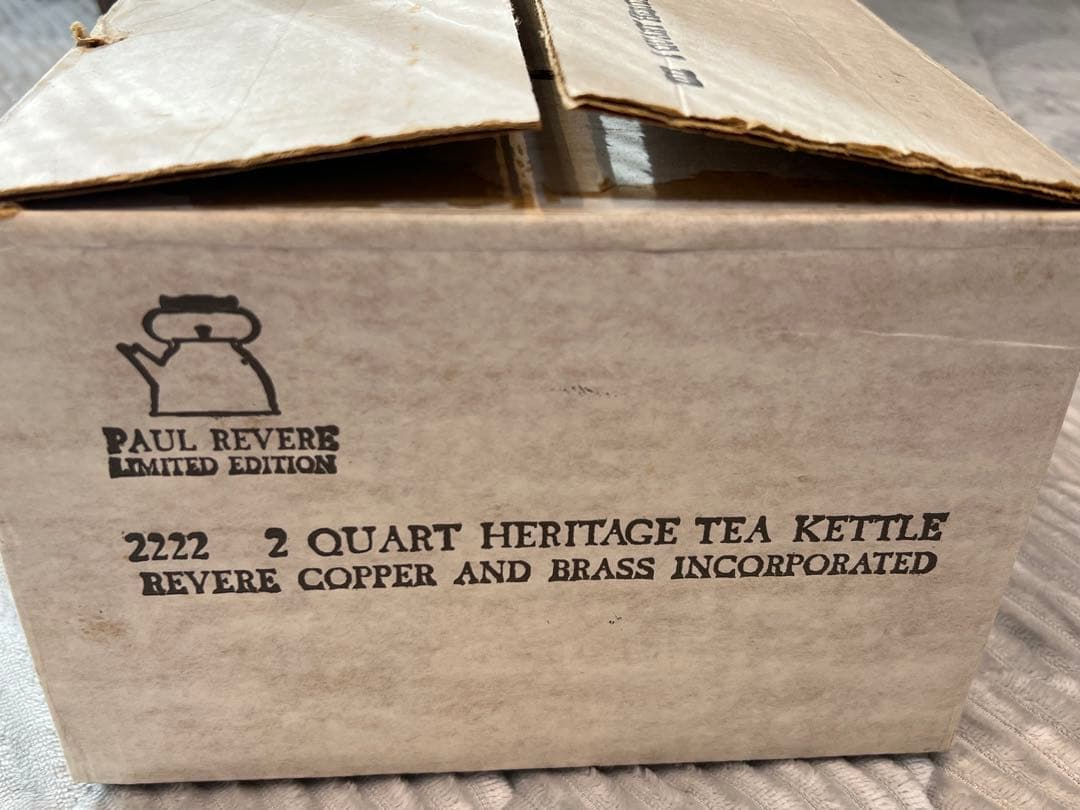 PAUL REVERE
LIMITED EDITION
2222 2 QUART HERITAGE TEA KETTLE
REVERE COPPER AND BRASS INCORPORATED